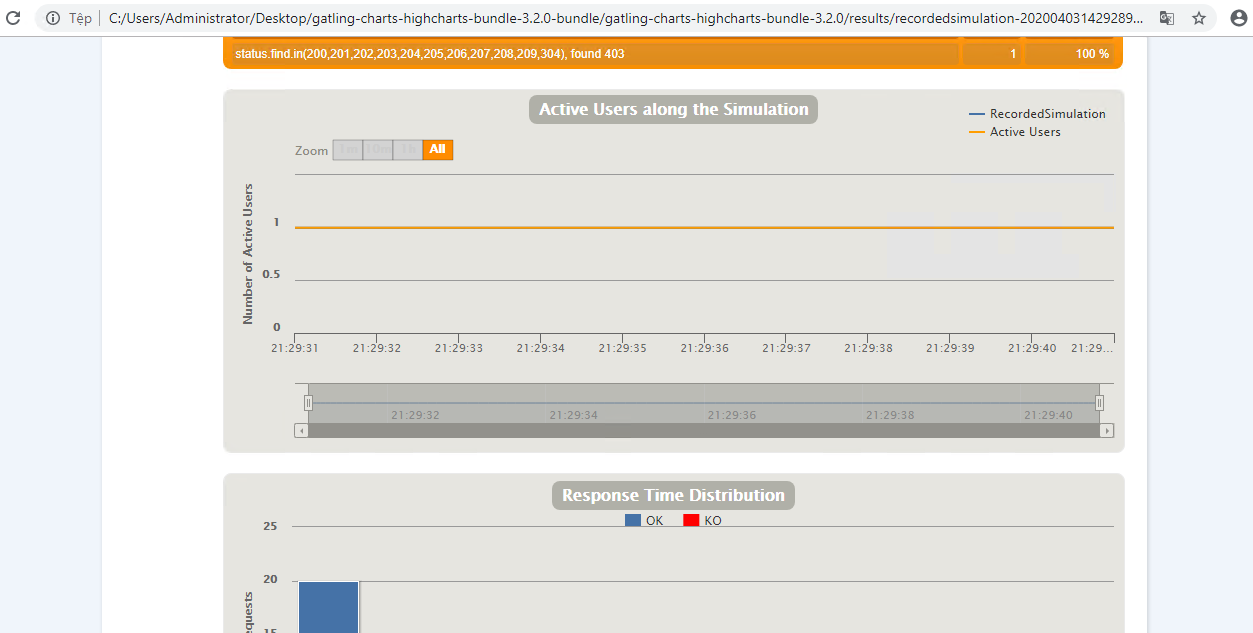 Tệp
C:/Users/Administrator/Desktop/gatling-charts-highcharts-bundle-3.2.0-bundle/gatling-charts-highcharts-bundle-3.2.0/results/recordedsimulation-202004031429289...
status.find.in(200,201,202,203,204,205,206,207,208,209,304), found 403 1 100 %
Active Users along the Simulation
RecordedSimulation
Active Users
Zoom 1m 10m 1h All
Number of Active Users
1
0.5
0
21:29:31 21:29:32 21:29:33 21:29:34 21:29:35 21:29:36 21:29:37 21:29:38 21:29:39 21:29:40 21:29...
21:29:32 21:29:34 21:29:36 21:29:38 21:29:40
Response Time Distribution
OK KO
25
20
15